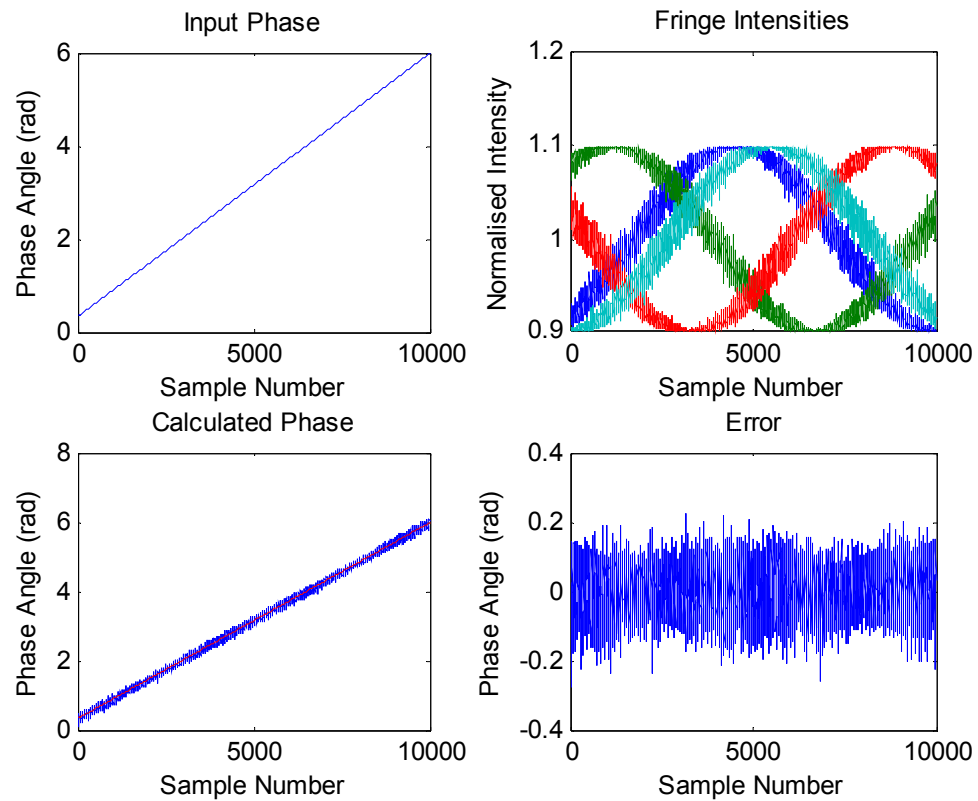 Input Phase
6
4
2
0
Phase Angle (rad)
0 5000 10000
Sample Number
Fringe Intensities
1.2
1.1
1
0.9
Normalised Intensity
0 5000 10000
Sample Number
Calculated Phase
8
6
4
2
0
Phase Angle (rad)
0 5000 10000
Sample Number
Error
0.4
0.2
0
-0.2
-0.4
Phase Angle (rad)
0 5000 10000
Sample Number